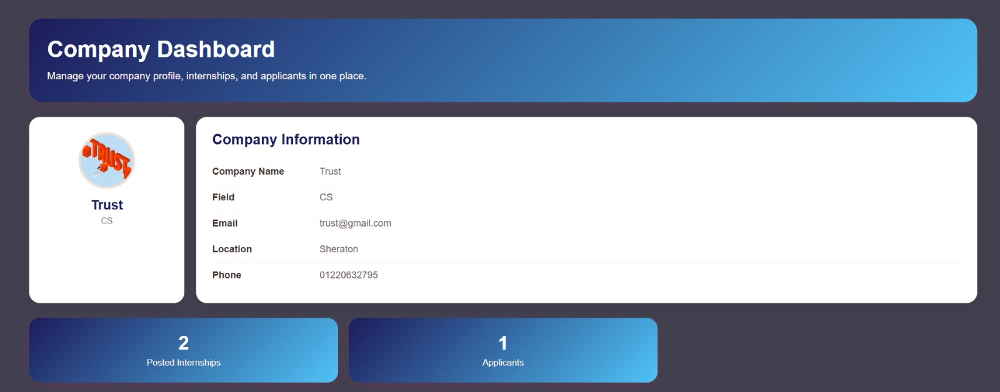 Company Dashboard
Manage your company profile, internships, and applicants in one place.
TRUST
Trust
CS
Company Information
Company Name Trust
Field CS
Email trust@gmail.com
Location Sheraton
Phone 01220632795
2
Posted Internships
1
Applicants